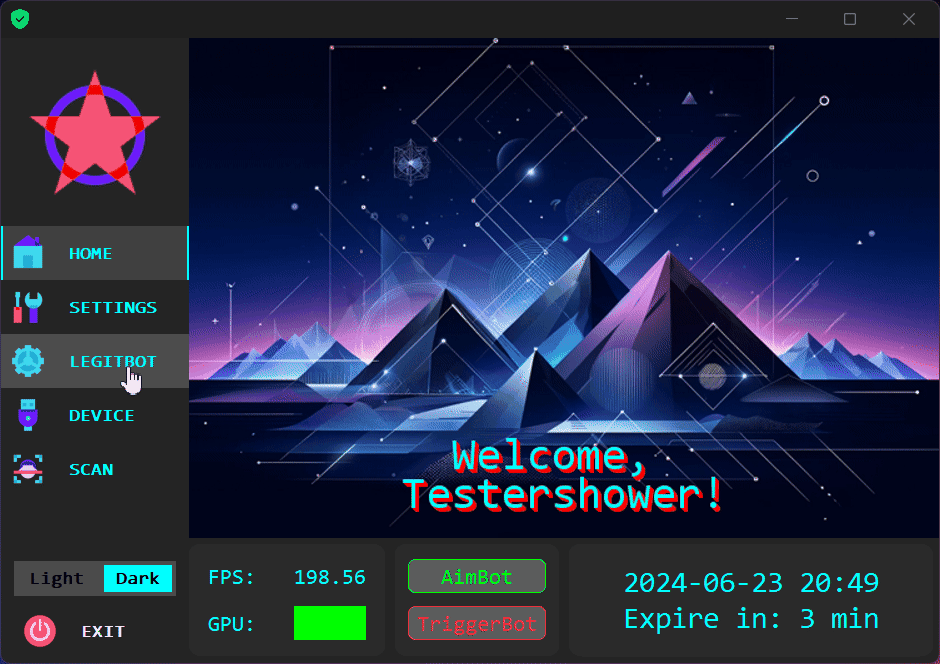 HOME
SETTINGS
LEGITBOT
DEVICE
SCAN
Light Dark
EXIT
Welcome,
Testershower!
FPS: 198.56
GPU:
AimBot
TriggerBot
2024-06-23 20:49
Expire in: 3 min